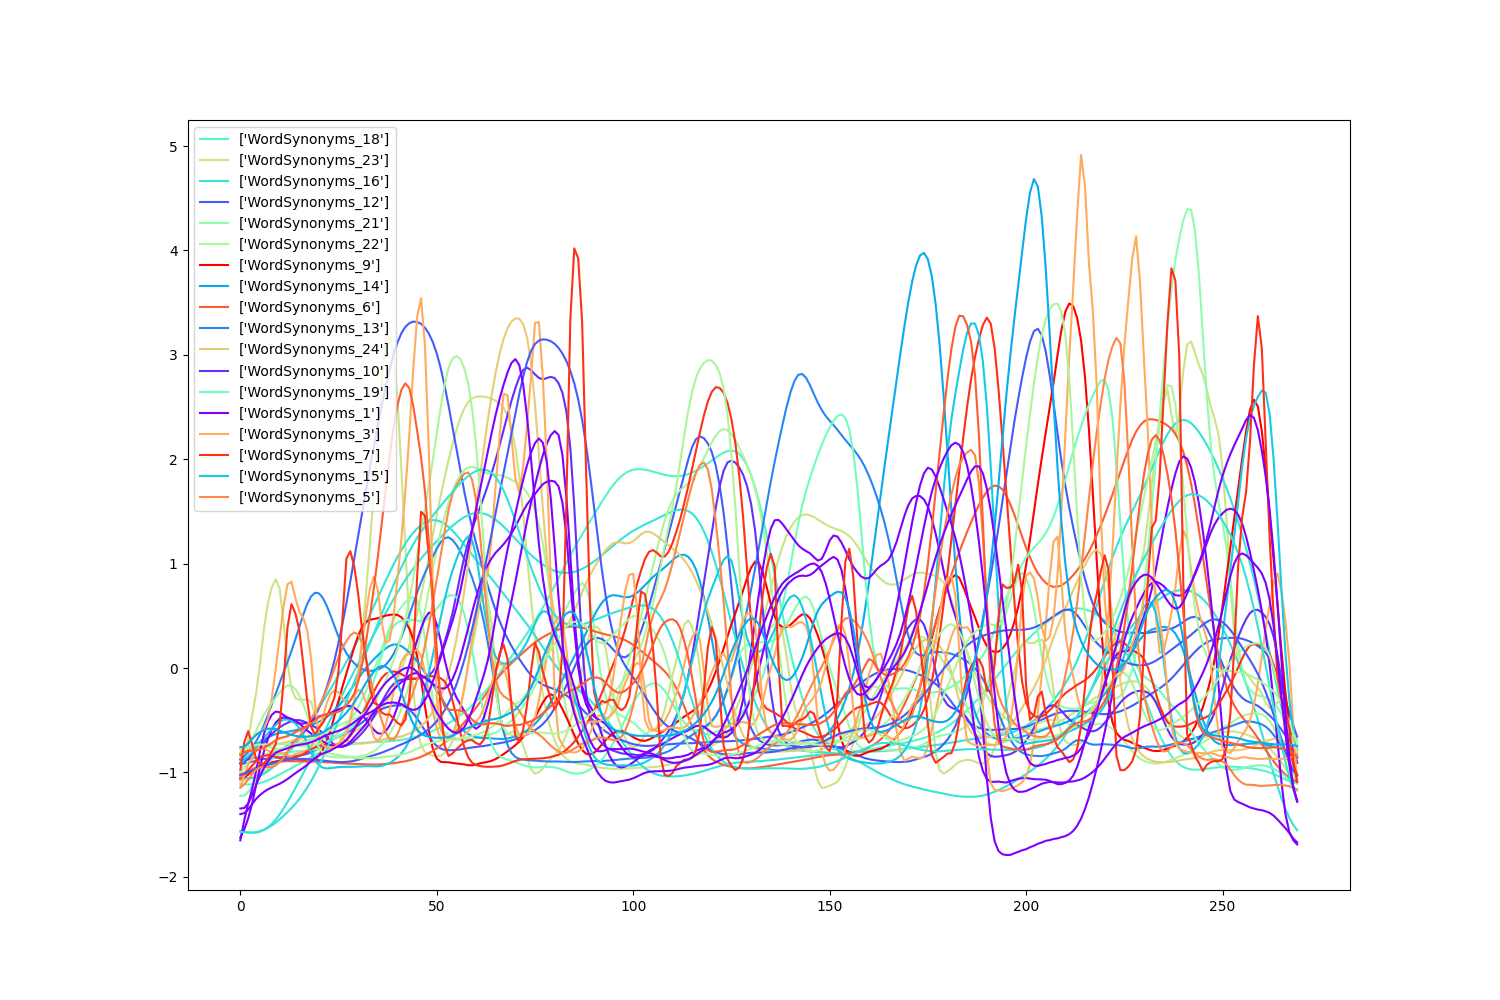 ['WordSynonyms_18']
['WordSynonyms_23']
['WordSynonyms_16']
['WordSynonyms_12']
['WordSynonyms_21']
['WordSynonyms_22']
['WordSynonyms_9']
['WordSynonyms_14']
['WordSynonyms_6']
['WordSynonyms_13']
['WordSynonyms_24']
['WordSynonyms_10']
['WordSynonyms_19']
['WordSynonyms_1']
['WordSynonyms_3']
['WordSynonyms_7']
['WordSynonyms_15']
['WordSynonyms_5']
5
4
3
2
1
0
−1
−2
0 50 100 150 200 250